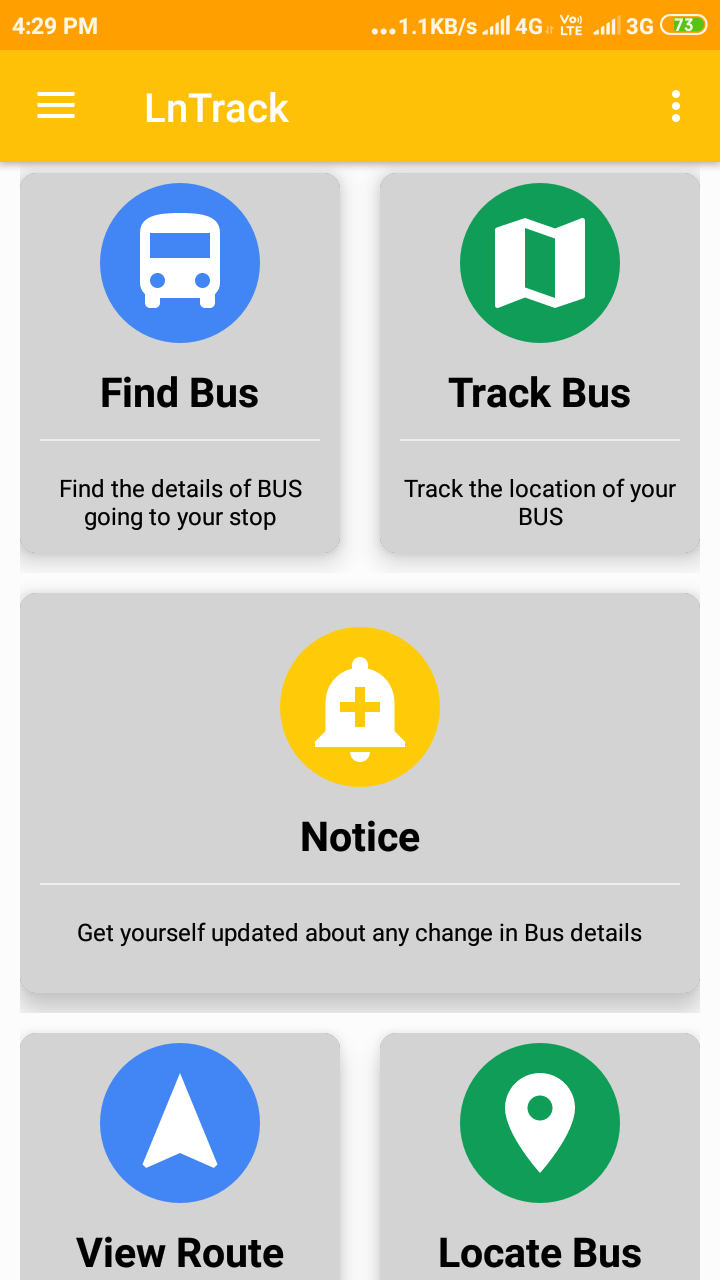 4:29 PM ...1.1KB/s 4G VoLTE 3G 73
LnTrack
Find Bus
Track Bus
Find the details of BUS
going to your stop
Track the location of your
BUS
Notice
Get yourself updated about any change in Bus details
View Route
Locate Bus